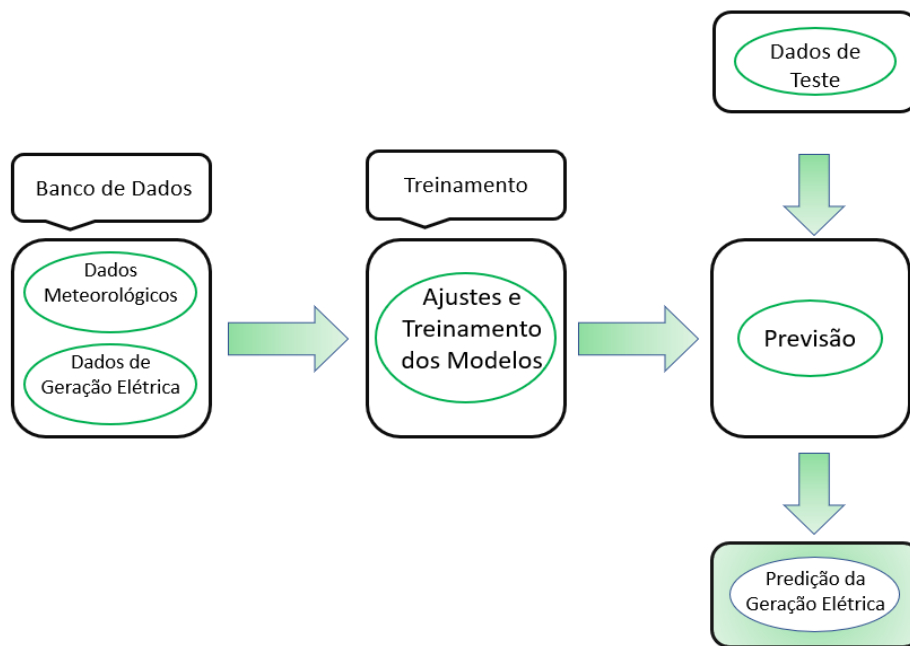 Dados de
Teste
Banco de Dados
Treinamento
Dados
Meteorológicos
Dados de
Geração Elétrica
Ajustes e
Treinamento
dos Modelos
Previsão
Predição da
Geração Elétrica